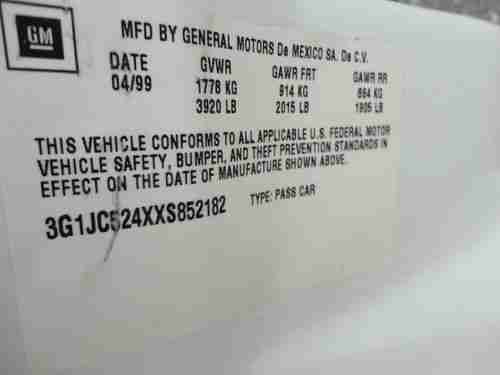 GM
MFD BY GENERAL MOTORS De MEXICO SA. De C.V.
DATE GVWR GAWR FRT GAWR RR
04/99 1778 KG 914 KG 864 KG
3920 LB 2015 LB 1905 LB
THIS VEHICLE CONFORMS TO ALL APPLICABLE U.S. FEDERAL MOTOR
VEHICLE SAFETY, BUMPER, AND THEFT PREVENTION STANDARDS IN
EFFECT ON THE DATE OF MANUFACTURE SHOWN ABOVE.
3G1JC524XXS852182 TYPE: PASS CAR